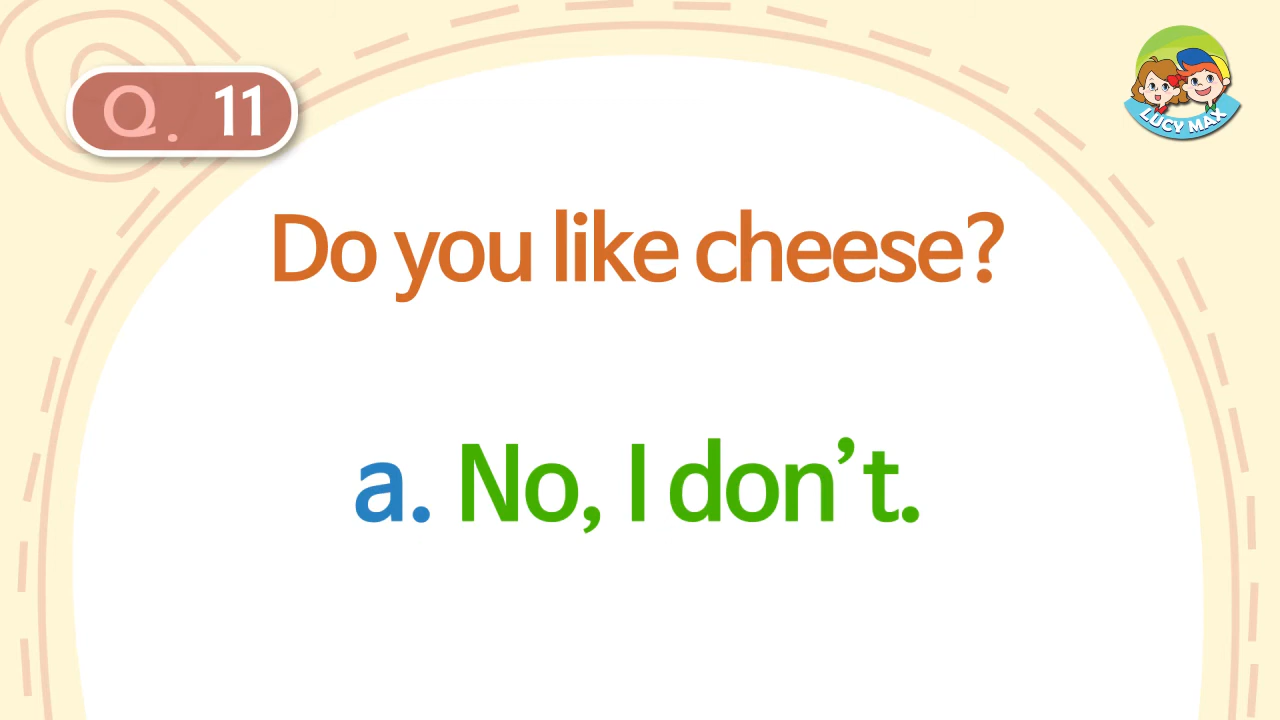 Q. 11
LUCY MAX
Do you like cheese?
a. No, I don’t.